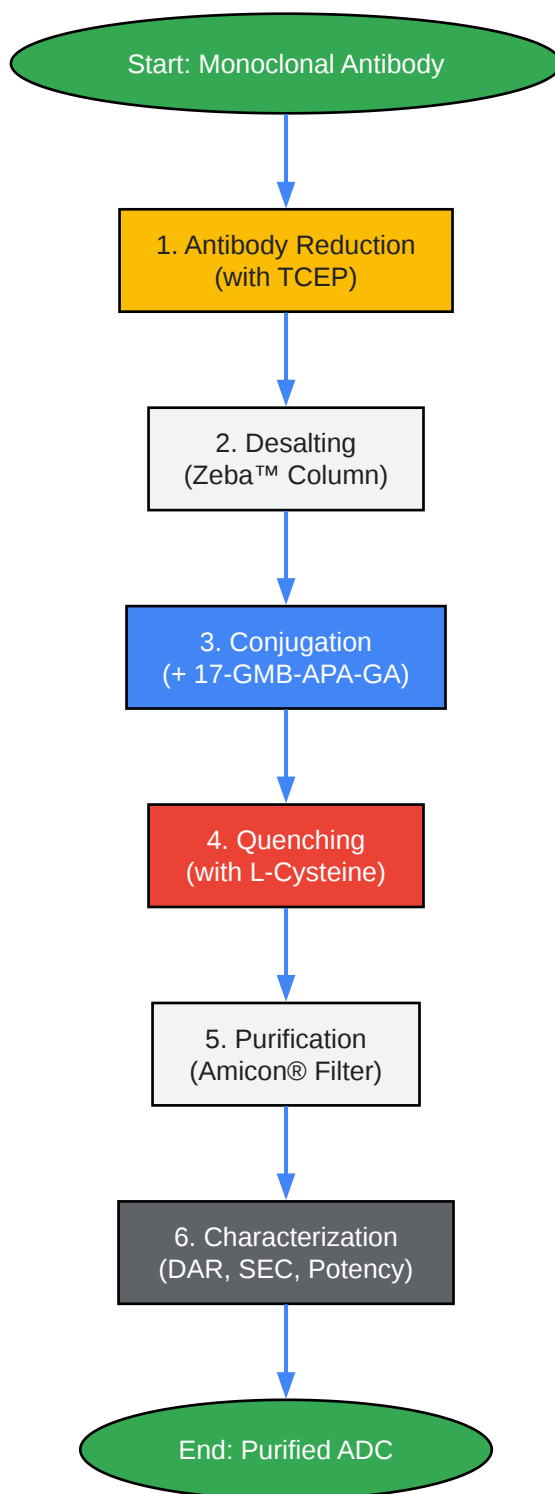 Start: Monoclonal Antibody
1. Antibody Reduction
(with TCEP)
2. Desalting
(Zeba™ Column)
3. Conjugation
(+ 17-GMB-APA-GA)
4. Quenching
(with L-Cysteine)
5. Purification
(Amicon® Filter)
6. Characterization
(DAR, SEC, Potency)
End: Purified ADC